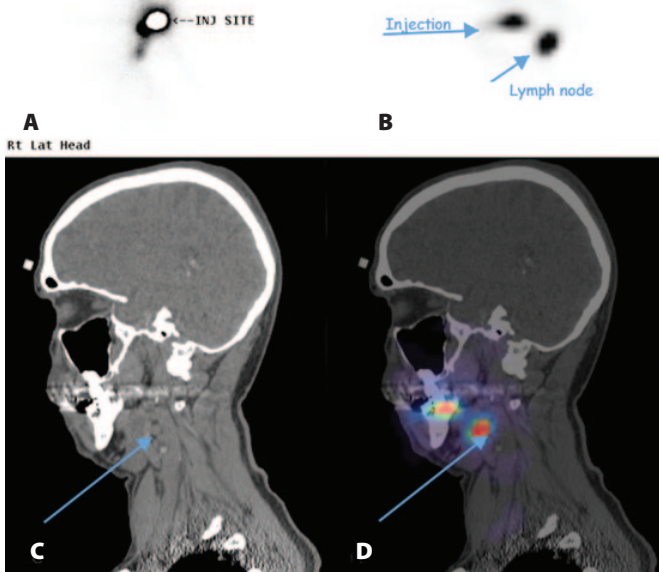 <--INJ SITE
Injection
Lymph node
A
B
Rt Lat Head
C
D